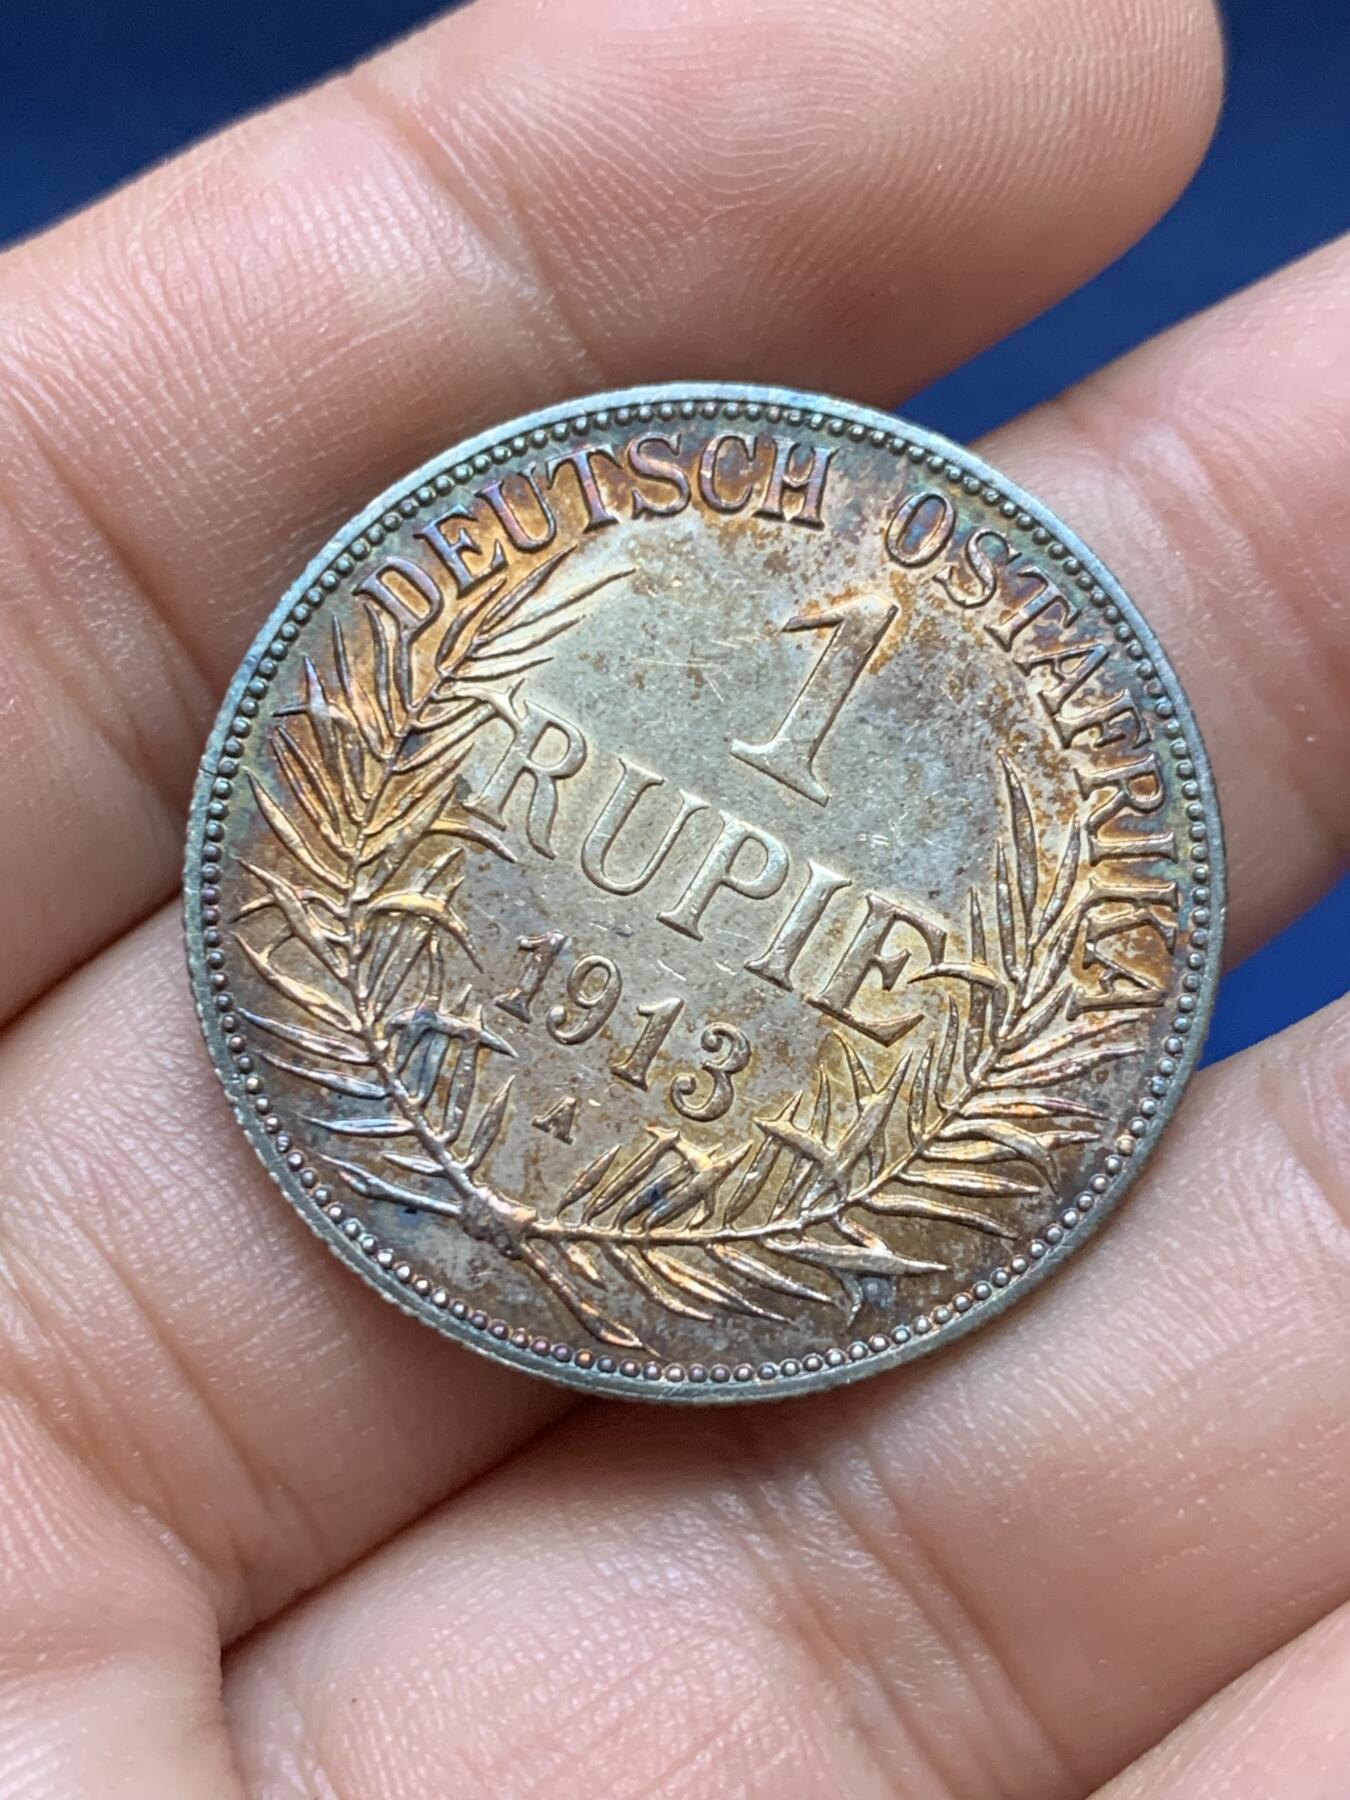 DEUTSCH OSTAFRIKA
1
RUPIE
1913
A